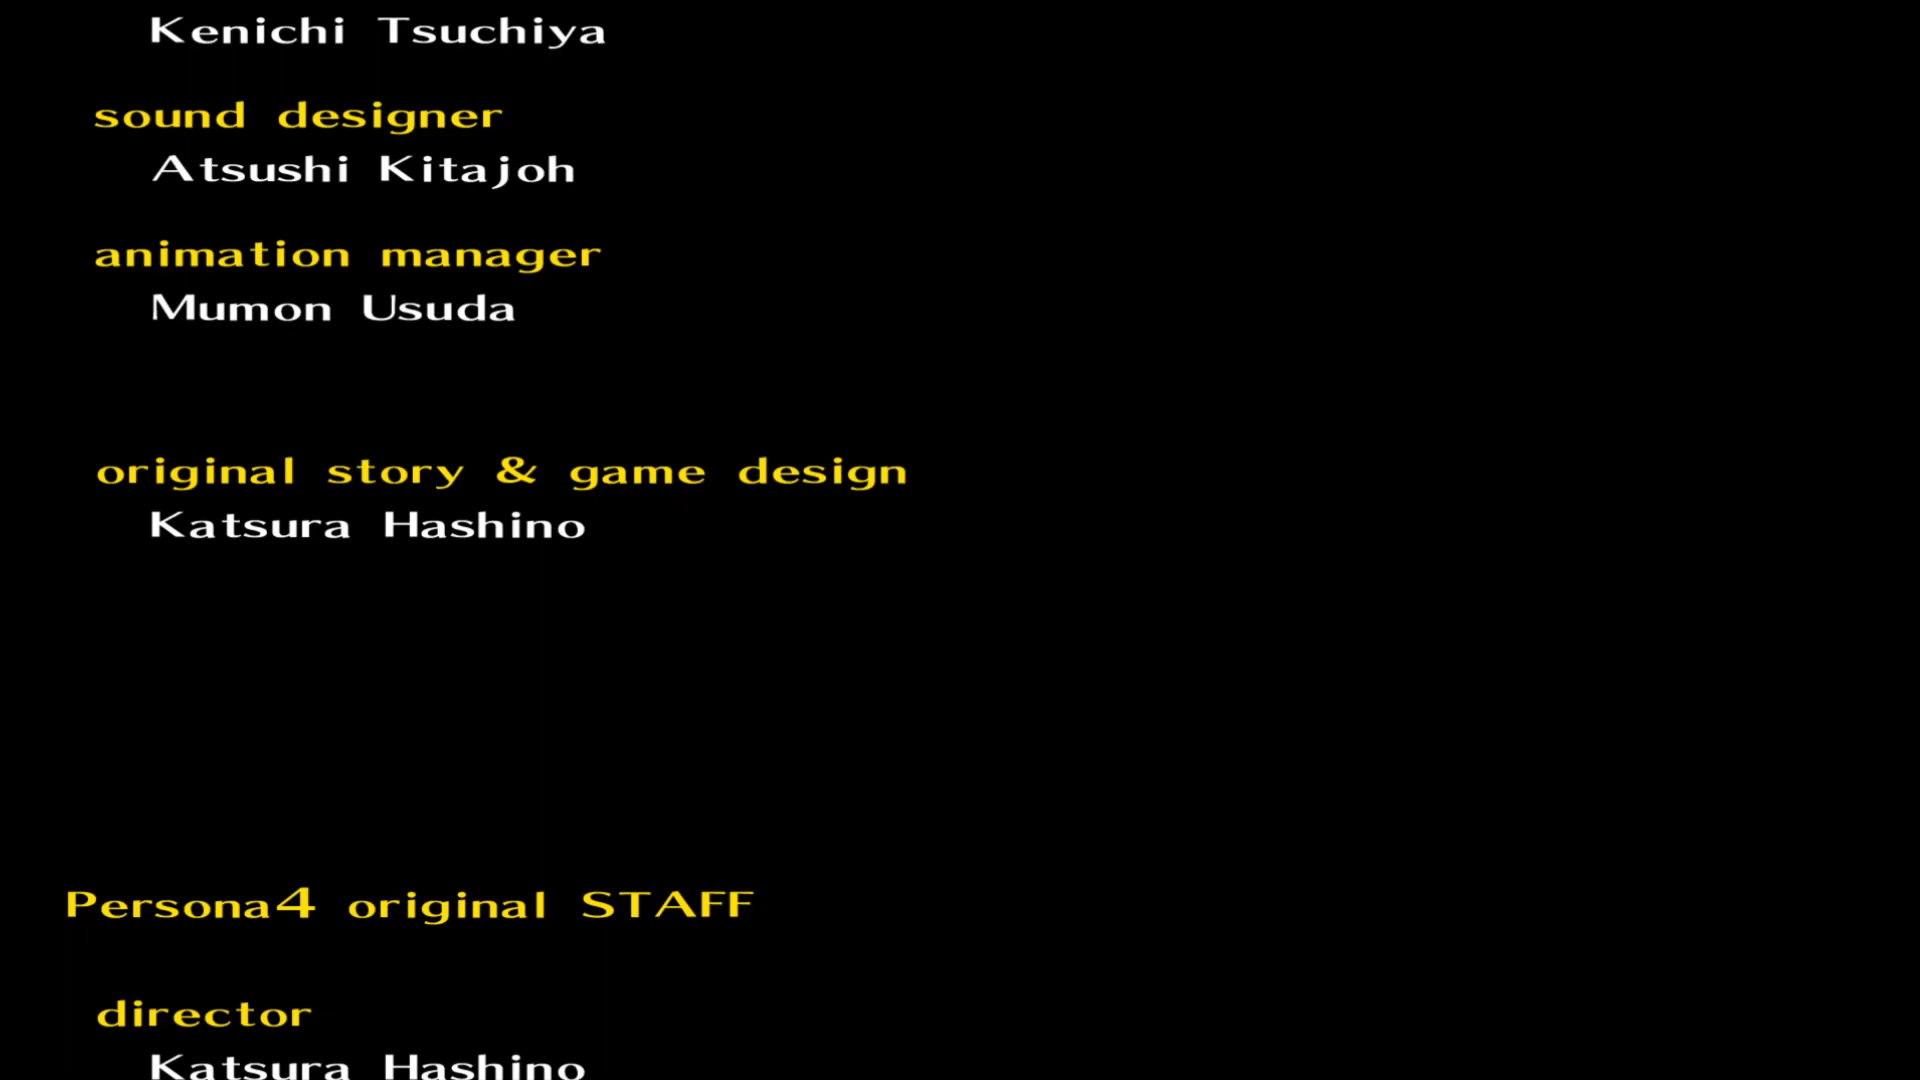 Kenichi Tsuchiya
sound designer
Atsushi Kitajoh
animation manager
Mumon Usuda
original story & game design
Katsura Hashino
Persona4 original STAFF
director
Katsura Hashino